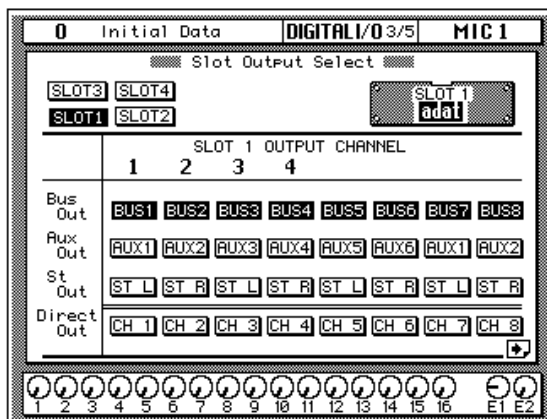 0 Initial Data DIGITAL I/O 3/5 MIC 1
Slot Output Select
SLOT3 SLOT4
SLOT1 SLOT2
SLOT 1
adat
SLOT 1 OUTPUT CHANNEL
1 2 3 4
Bus Out BUS1 BUS2 BUS3 BUS4 BUS5 BUS6 BUS7 BUS8
Aux Out AUX1 AUX2 AUX3 AUX4 AUX5 AUX6 AUX1 AUX2
St Out ST L ST R ST L ST R ST L ST R ST L ST R
Direct Out CH 1 CH 2 CH 3 CH 4 CH 5 CH 6 CH 7 CH 8
1 2 3 4 5 6 7 8 9 10 11 12 13 14 15 16 E1 E2